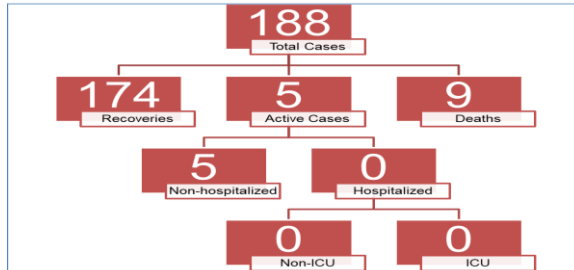 188
Total Cases
174
Recoveries
5
Active Cases
9
Deaths
5
Non-hospitalized
0
Hospitalized
0
Non-ICU
0
ICU